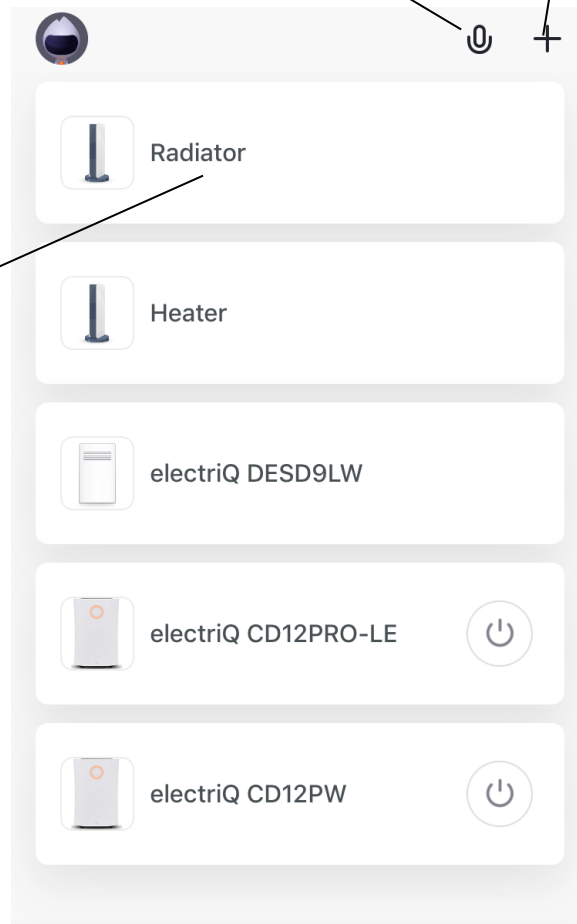 Radiator
Heater
electriQ DESD9LW
electriQ CD12PRO-LE
electriQ CD12PW